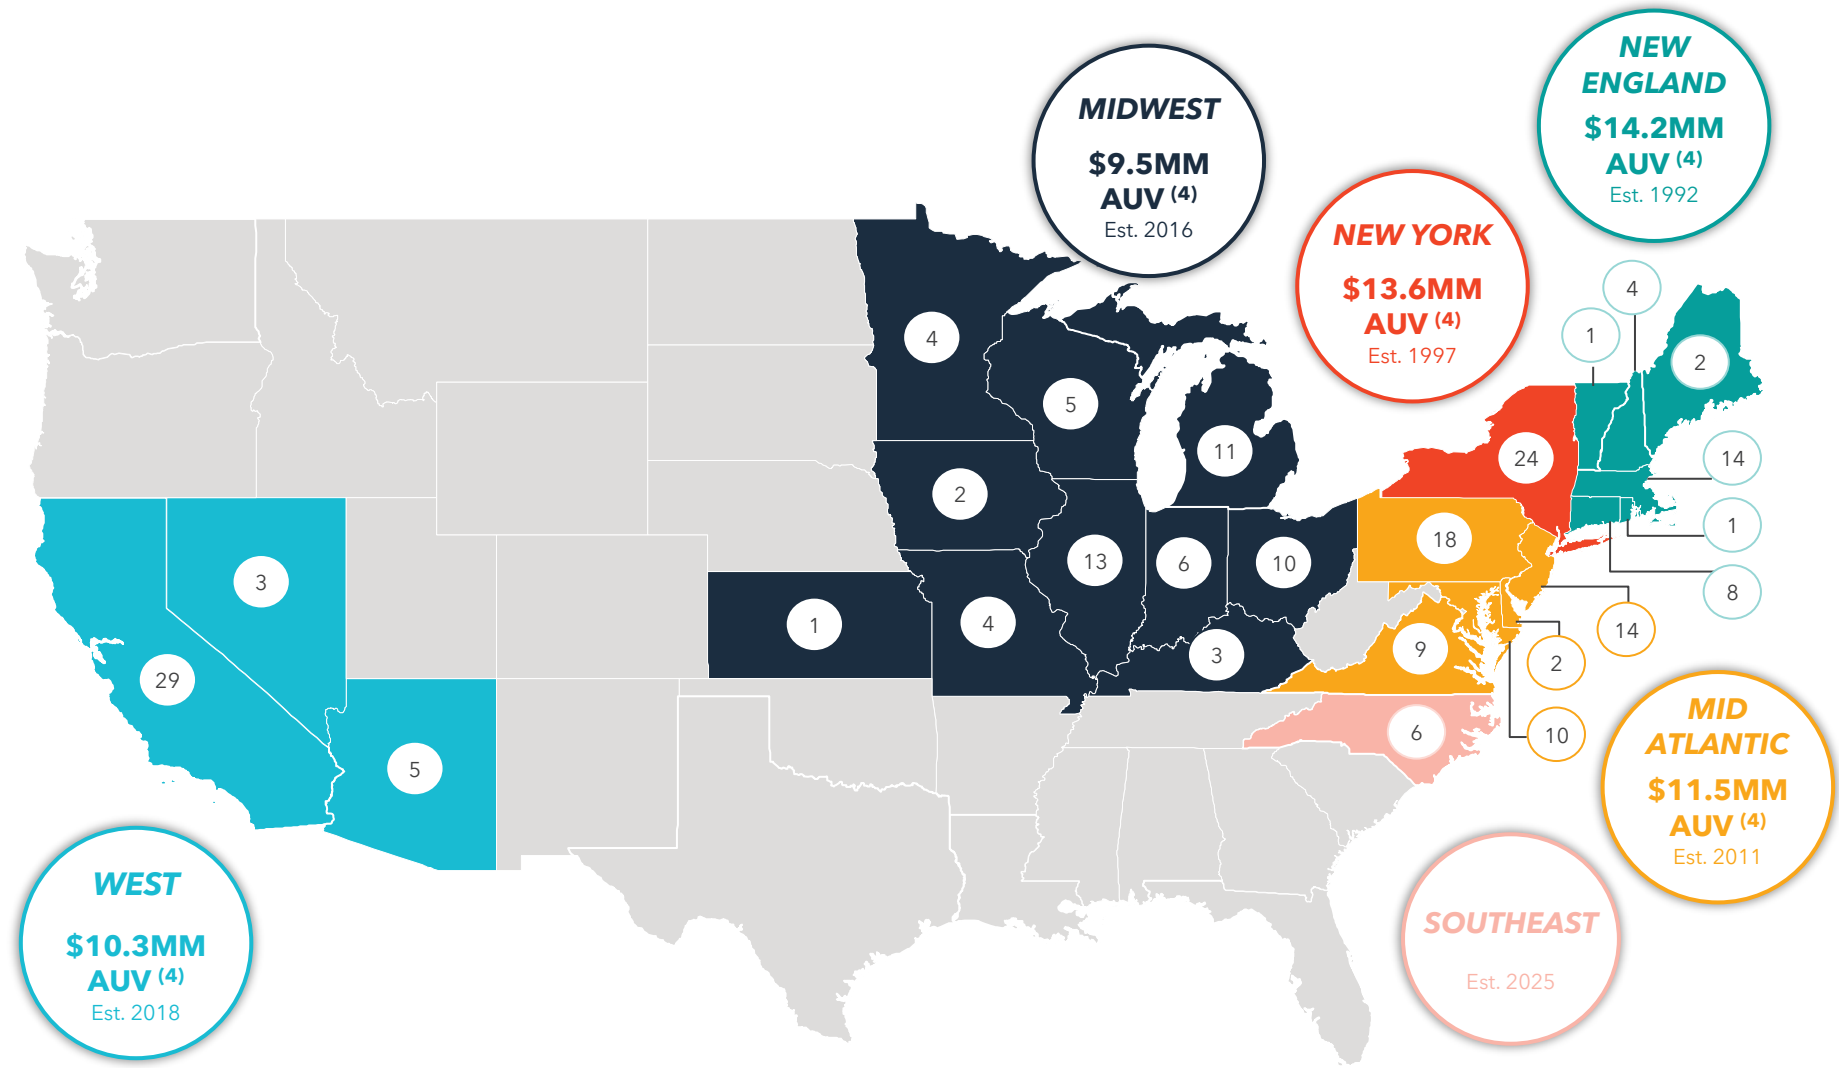 NEW
ENGLAND
$14.2MM
AUV (4)
Est. 1992
MIDWEST
$9.5MM
AUV (4)
Est. 2016
NEW YORK
$13.6MM
AUV (4)
Est. 1997
4
1
2
4
5
11
24
14
2
18
1
13
6
10
3
8
1
4
14
3
9
2
29
6
10
5
MID
ATLANTIC
$11.5MM
AUV (4)
Est. 2011
WEST
$10.3MM
AUV (4)
Est. 2018
SOUTHEAST
Est. 2025